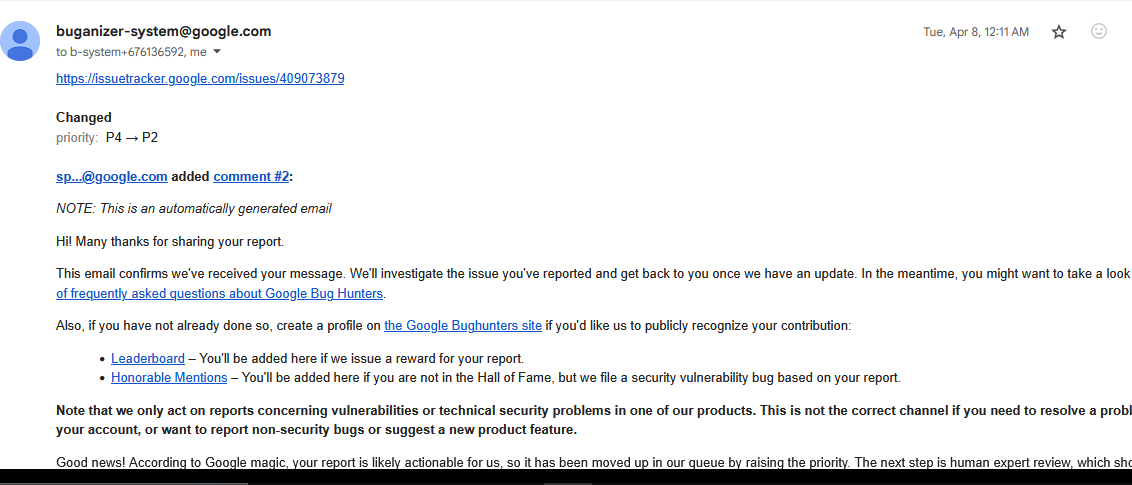 buganizer-system@google.com
Tue, Apr 8, 12:11 AM
to b-system+676136592, me
https://issuetracker.google.com/issues/409073879
Changed
priority: P4 → P2
sp...@google.com added comment #2:
NOTE: This is an automatically generated email
Hi! Many thanks for sharing your report.
This email confirms we've received your message. We'll investigate the issue you've reported and get back to you once we have an update. In the meantime, you might want to take a look
of frequently asked questions about Google Bug Hunters.
Also, if you have not already done so, create a profile on the Google Bughunters site if you'd like us to publicly recognize your contribution:
• Leaderboard – You'll be added here if we issue a reward for your report.
• Honorable Mentions – You'll be added here if you are not in the Hall of Fame, but we file a security vulnerability bug based on your report.
Note that we only act on reports concerning vulnerabilities or technical security problems in one of our products. This is not the correct channel if you need to resolve a probl
your account, or want to report non-security bugs or suggest a new product feature.
Good news! According to Google magic, your report is likely actionable for us, so it has been moved up in our queue by raising the priority. The next step is human expert review, which sho